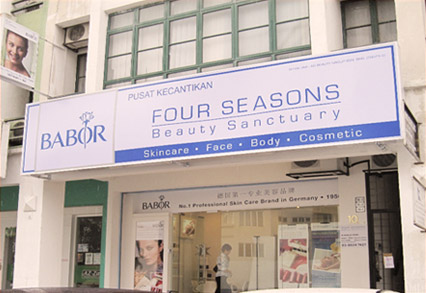 PUSAT KECANTIKAN
BABOR
FOUR SEASONS
Beauty Sanctuary
Skincare • Face • Body • Cosmetic
BABOR
No.1 Professional Skin Care Brand in Germany • 1956